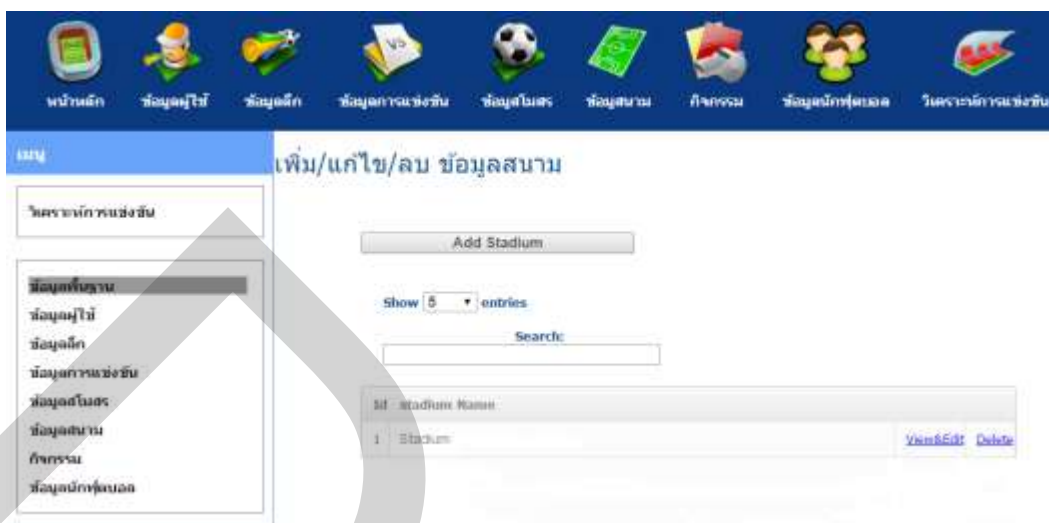 หน้าหลัก ข้อมูลผู้ใช้ ข้อมูลลีก ข้อมูลการแข่งขัน ข้อมูลสโมสร ข้อมูลสนาม กิจกรรม ข้อมูลนักฟุตบอล วิเคราะห์การแข่งขัน
เมนู
เพิ่ม/แก้ไข/ลบ ข้อมูลสนาม
วิเคราะห์การแข่งขัน
Add Stadium
ข้อมูลพื้นฐาน
Show 5 entries
ข้อมูลผู้ใช้
Search:
ข้อมูลลีก
ข้อมูลการแข่งขัน
ข้อมูลสโมสร
Id stadium Name
ข้อมูลสนาม
1 Stadium View&Edit Delete
กิจกรรม
ข้อมูลนักฟุตบอล